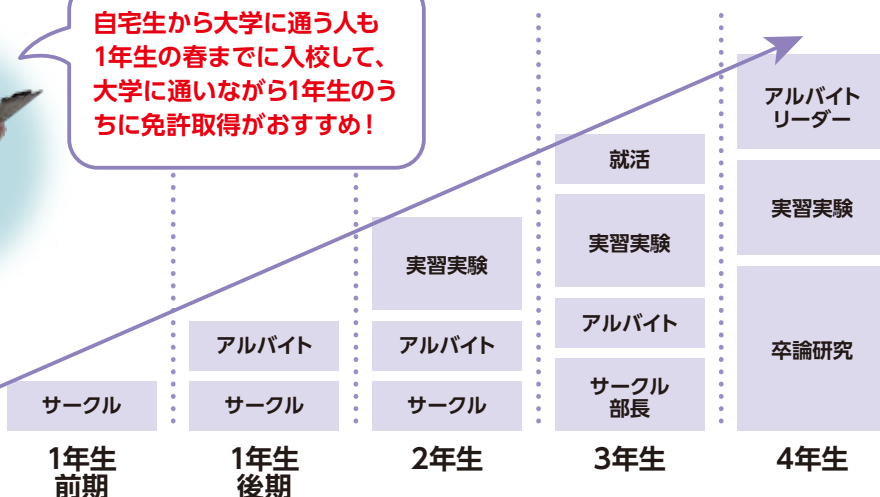 自宅生から大学に通う人も
1年生の春までに入校して、
大学に通いながら1年生のう
ちに免許取得がおすすめ！
サークル
1年生
前期
アルバイト
サークル
1年生
後期
実習実験
アルバイト
サークル
2年生
就活
実習実験
アルバイト
サークル
部長
3年生
アルバイト
リーダー
実習実験
卒論研究
4年生